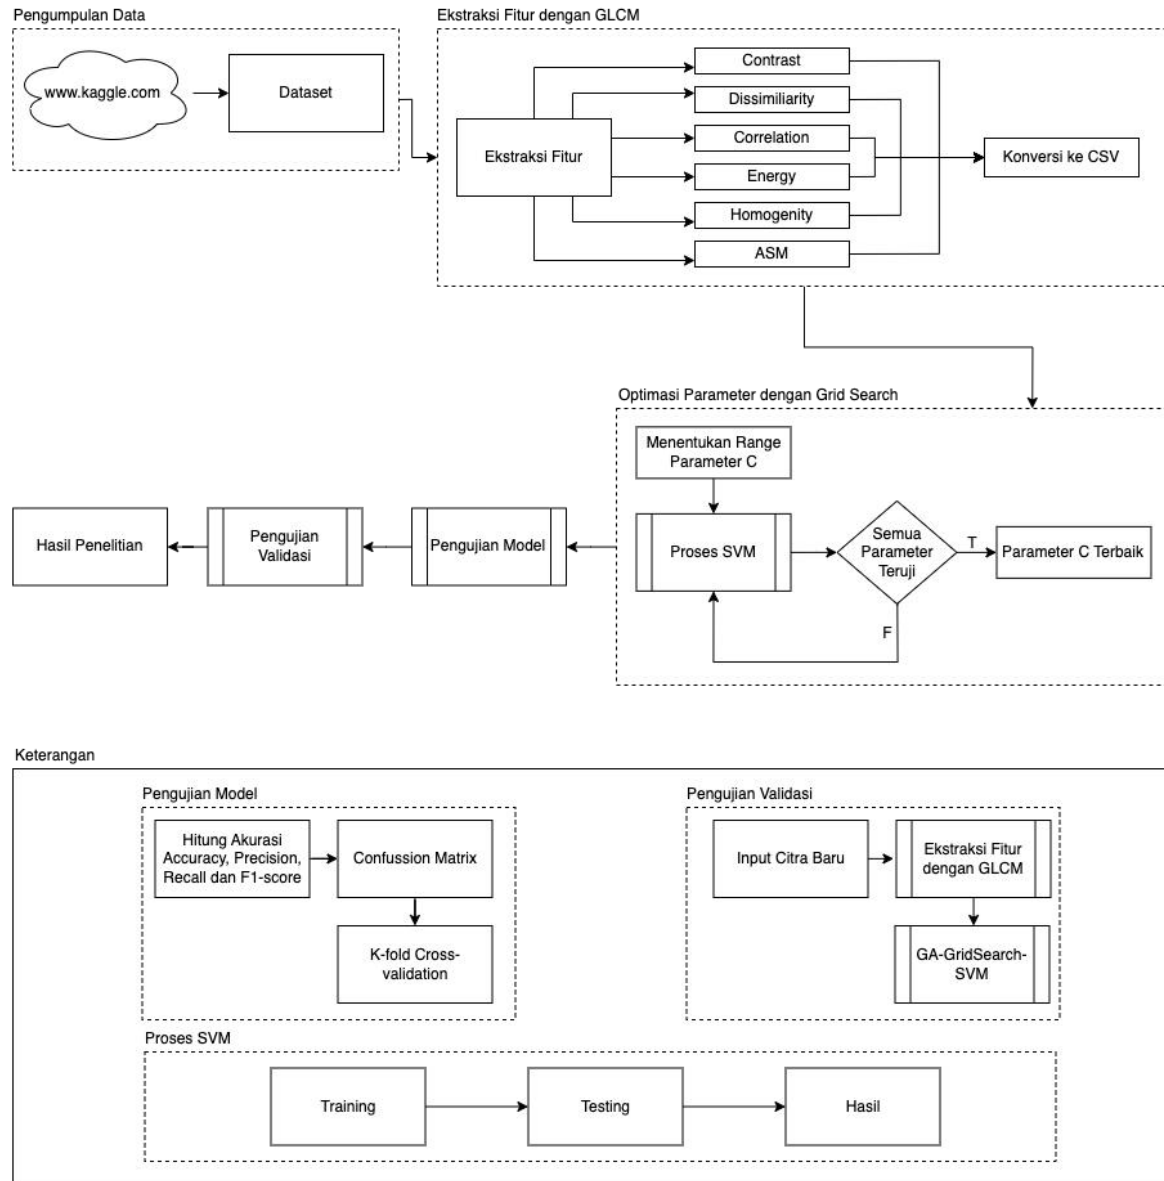 Pengumpulan Data
www.kaggle.com
Dataset
Ekstraksi Fitur dengan GLCM
Ekstraksi Fitur
Contrast
Dissimiliarity
Correlation
Energy
Homogenity
ASM
Konversi ke CSV
Optimasi Parameter dengan Grid Search
Menentukan Range
Parameter C
Proses SVM
Semua
Parameter
Teruji
T
F
Parameter C Terbaik
Pengujian Model
Pengujian
Validasi
Hasil Penelitian
Keterangan
Pengujian Model
Hitung Akurasi
Accuracy, Precision,
Recall dan F1-score
Confussion Matrix
K-fold Cross-
validation
Pengujian Validasi
Input Citra Baru
Ekstraksi Fitur
dengan GLCM
GA-GridSearch-
SVM
Proses SVM
Training
Testing
Hasil